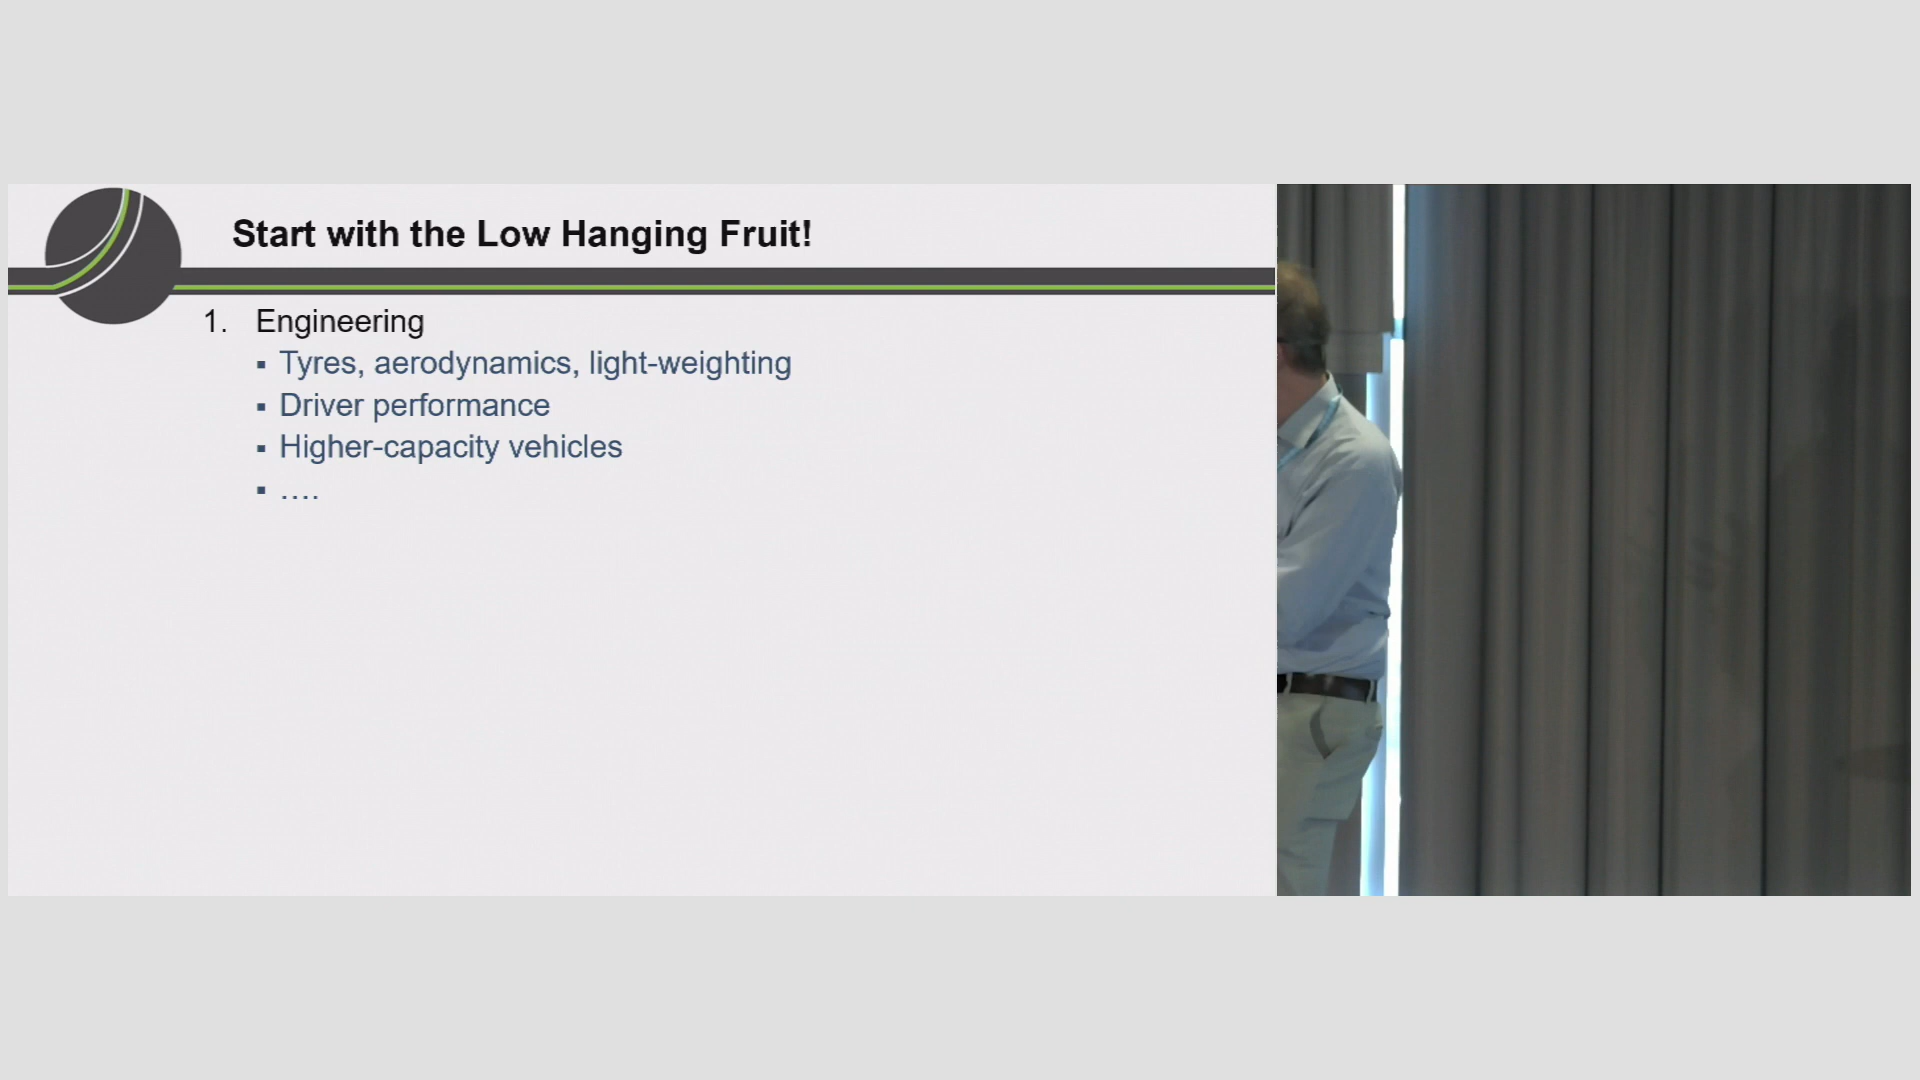 Start with the Low Hanging Fruit!
1. Engineering
▪ Tyres, aerodynamics, light-weighting
▪ Driver performance
▪ Higher-capacity vehicles
▪ ....